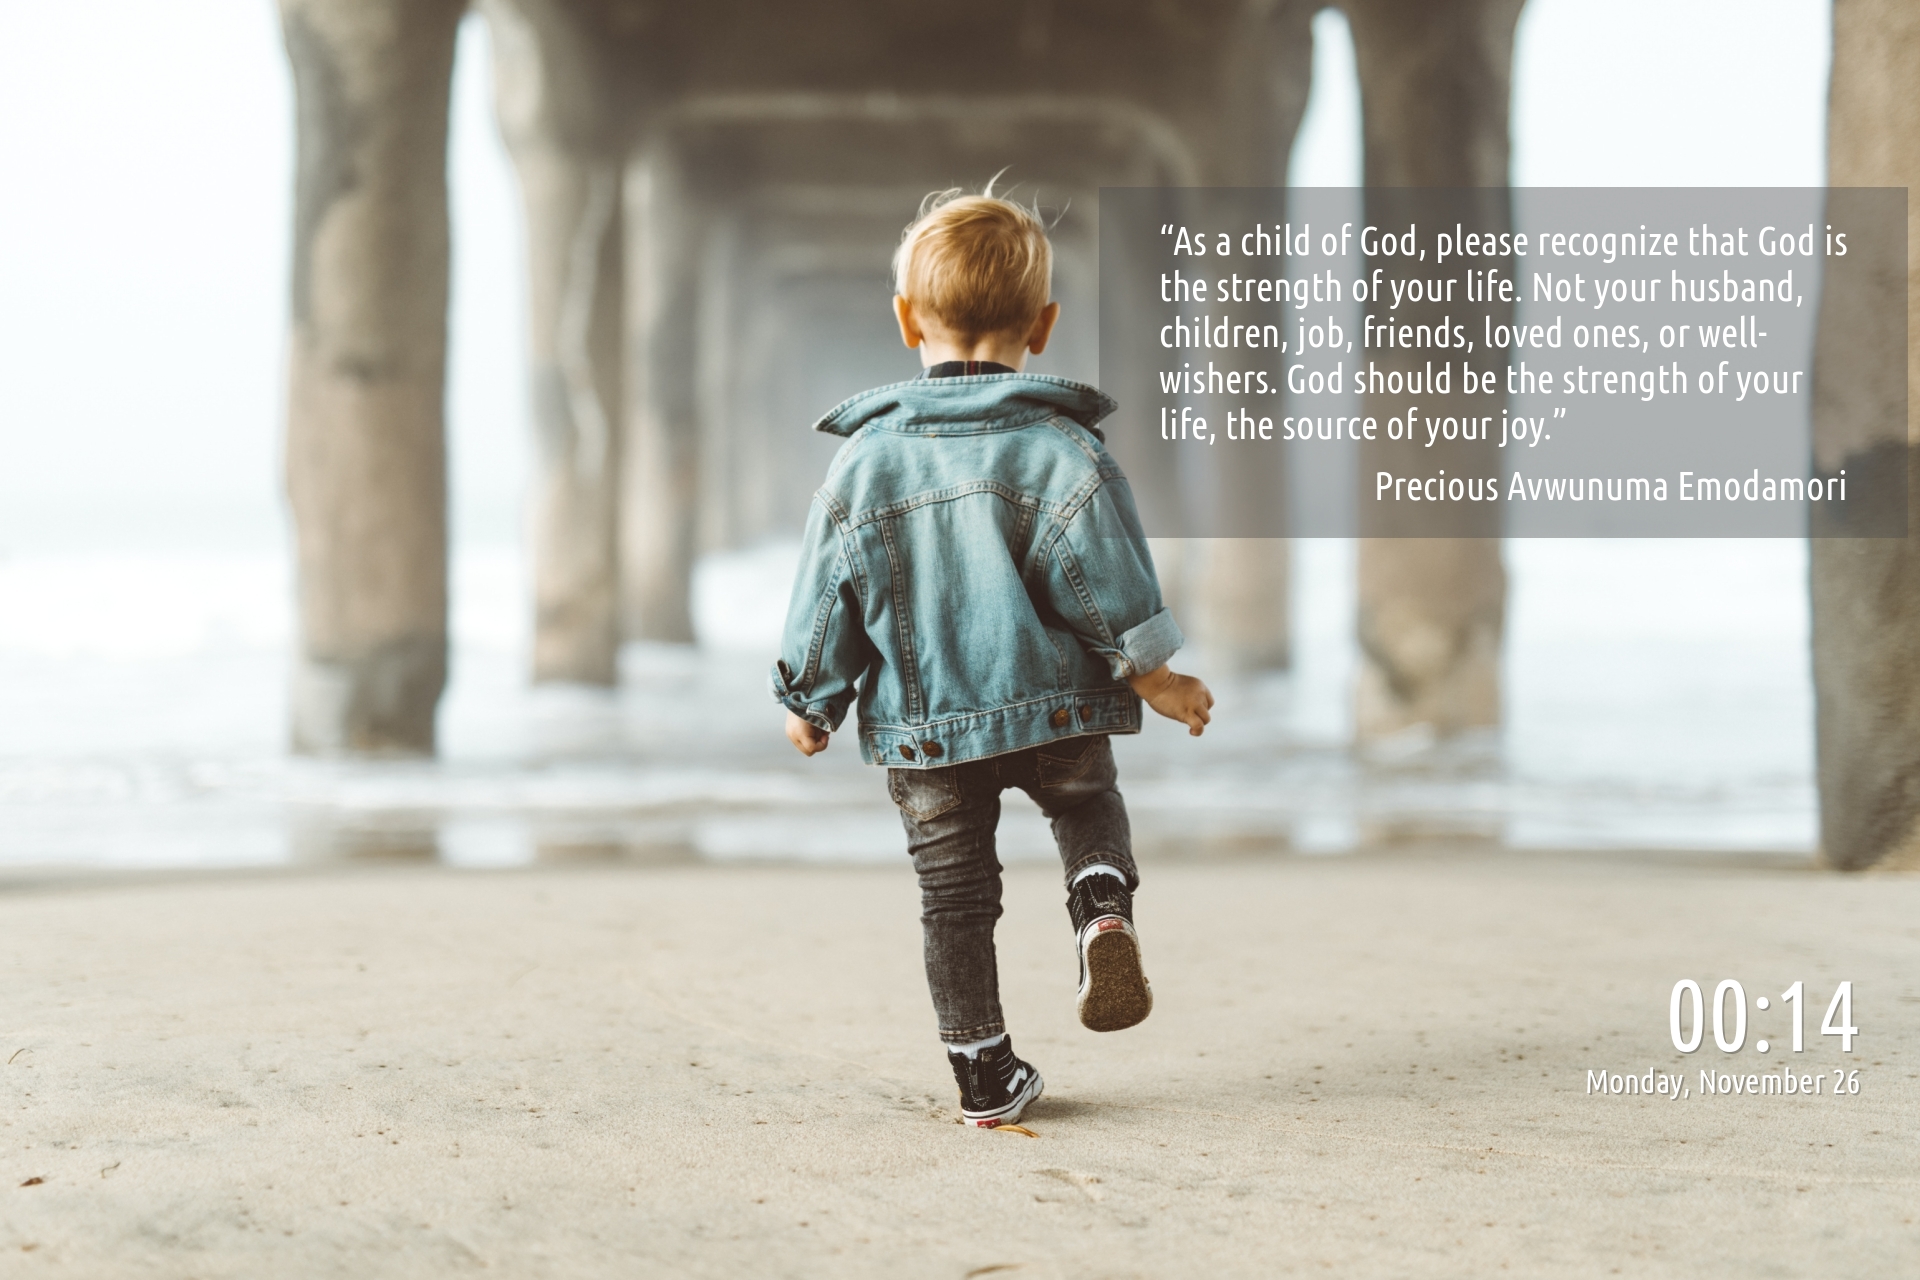 “As a child of God, please recognize that God is
the strength of your life. Not your husband,
children, job, friends, loved ones, or well-
wishers. God should be the strength of your
life, the source of your joy.”
Precious Avwunuma Emodamori
00:14
Monday, November 26